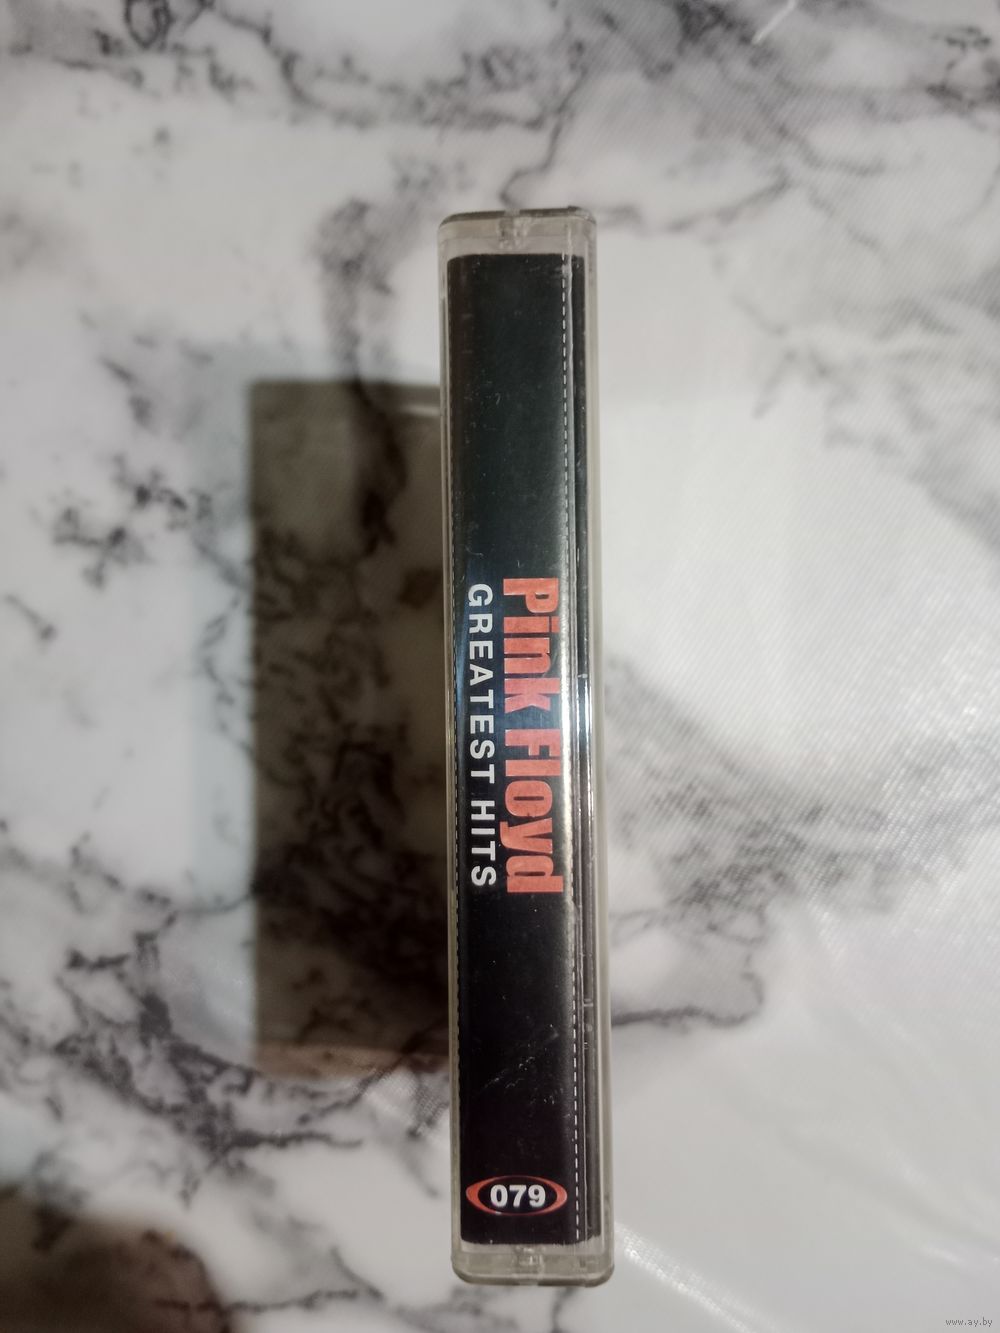 Pink Floyd
GREATEST HITS
079
www.ay.by